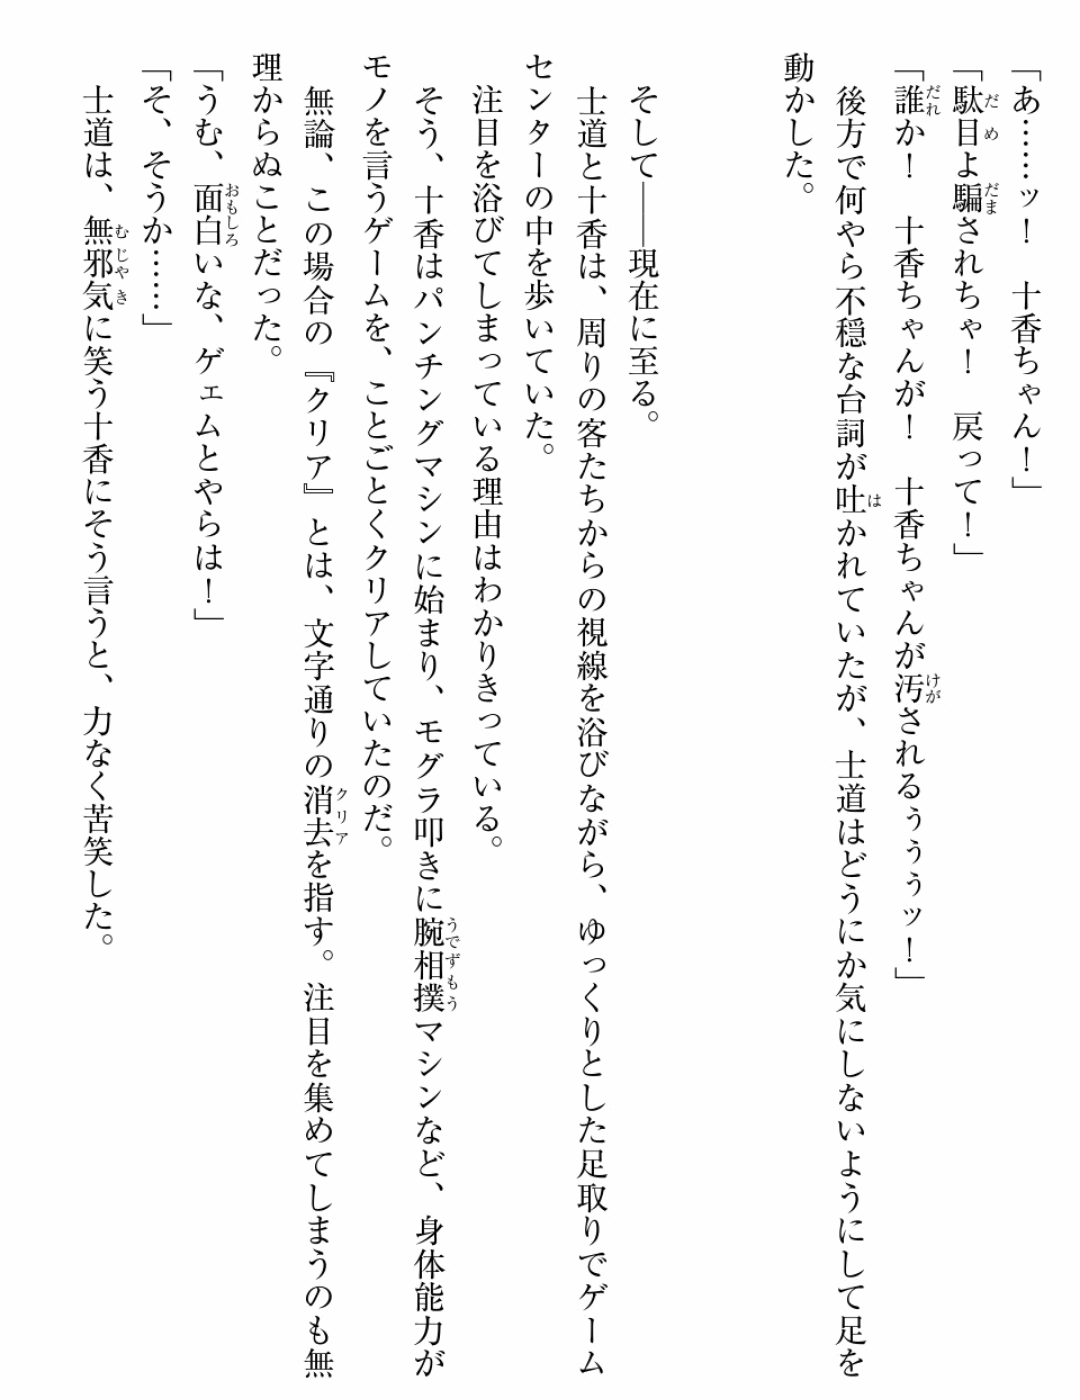 「あ……ッ！　十香ちゃん！」
「駄目よ騙されちゃ！　戻って！」
「誰か！　十香ちゃんが！　十香ちゃんが汚されるぅぅぅッ！」
　後方で何やら不穏な台詞が吐かれていたが、士道はどうにか気にしないようにして足を
動かした。
　そして――現在に至る。
　士道と十香は、周りの客たちからの視線を浴びながら、ゆっくりとした足取りでゲーム
センターの中を歩いていた。
　注目を浴びてしまっている理由はわかりきっている。
　そう、十香はパンチングマシンに始まり、モグラ叩きに腕相撲マシンなど、身体能力が
モノを言うゲームを、ことごとくクリアしていたのだ。
　無論、この場合の『クリア』とは、文字通りの消去を指す。注目を集めてしまうのも無
理からぬことだった。
「うむ、面白いな、ゲェムとやらは！」
「そ、そうか……」
　士道は、無邪気に笑う十香にそう言うと、力なく苦笑した。